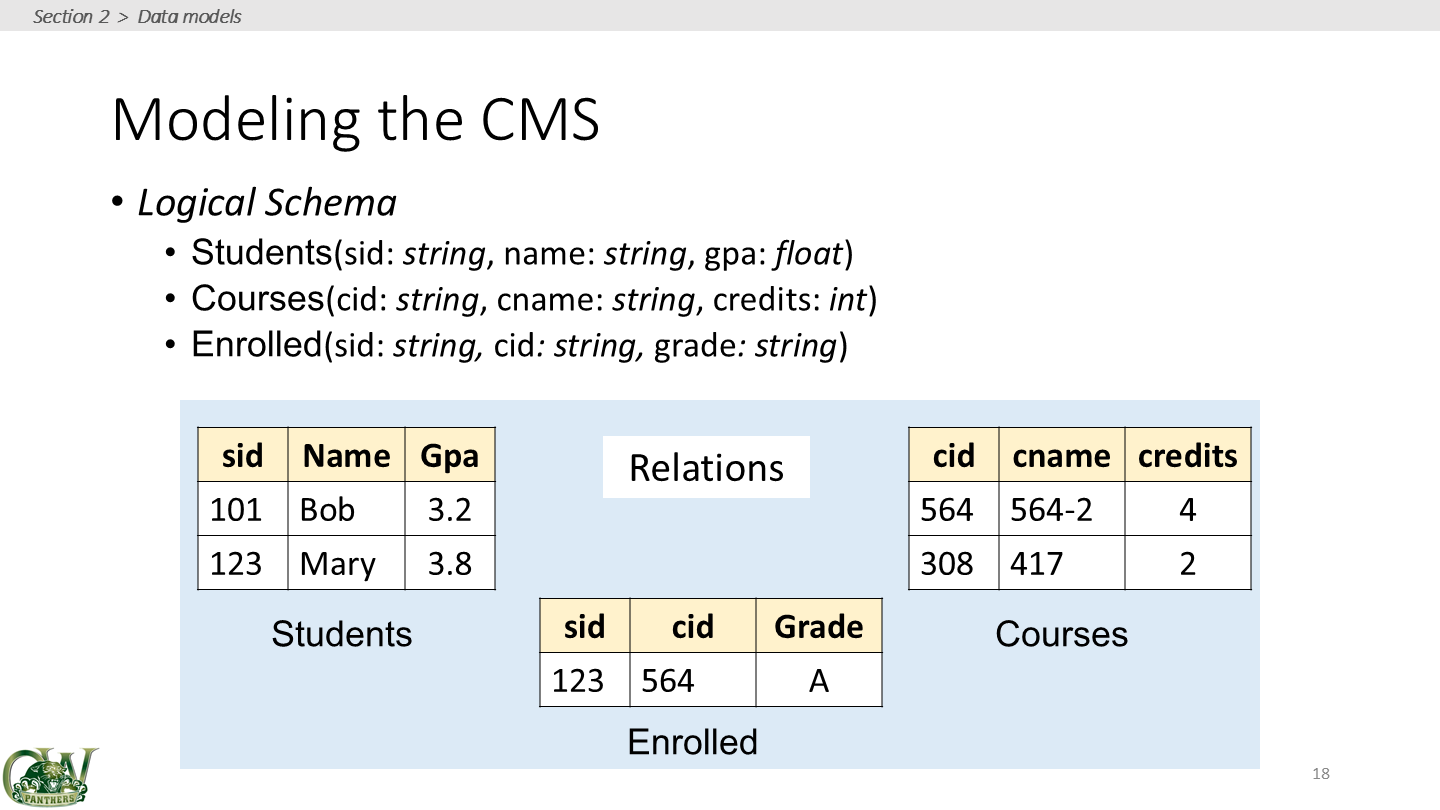 Section 2 > Data models
Modeling the CMS
• Logical Schema
• Students(sid: string, name: string, gpa: float)
• Courses(cid: string, cname: string, credits: int)
• Enrolled(sid: string, cid: string, grade: string)
sid Name Gpa
101 Bob 3.2
123 Mary 3.8
Students
Relations
cid cname credits
564 564-2 4
308 417 2
Courses
sid cid Grade
123 564 A
Enrolled
CW
PANTHERS
18